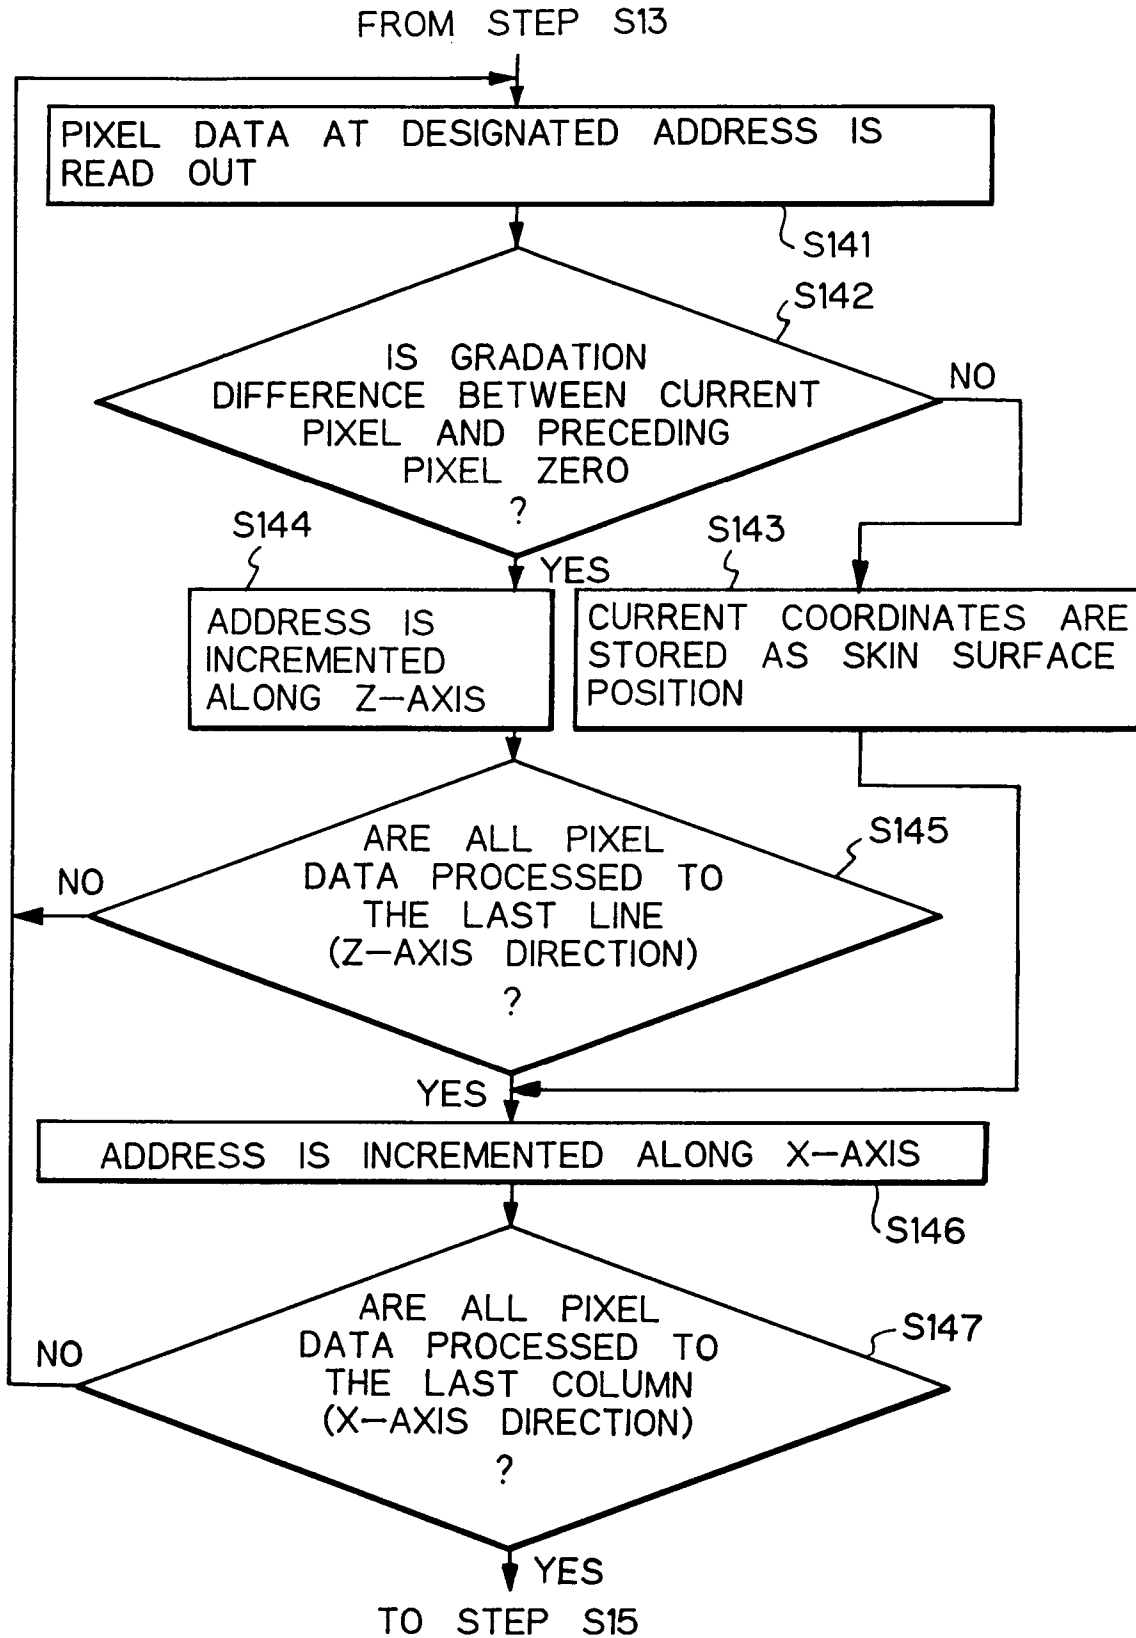 FROM STEP S13
PIXEL DATA AT DESIGNATED ADDRESS IS
READ OUT
S141
S142
IS GRADATION
DIFFERENCE BETWEEN CURRENT
PIXEL AND PRECEDING
PIXEL ZERO
?
NO
YES
S144
ADDRESS IS
INCREMENTED
ALONG Z-AXIS
S143
CURRENT COORDINATES ARE
STORED AS SKIN SURFACE
POSITION
S145
ARE ALL PIXEL
DATA PROCESSED TO
THE LAST LINE
(Z-AXIS DIRECTION)
?
NO
YES
ADDRESS IS INCREMENTED ALONG X-AXIS
S146
S147
ARE ALL PIXEL
DATA PROCESSED TO
THE LAST COLUMN
(X-AXIS DIRECTION)
?
NO
YES
TO STEP S15